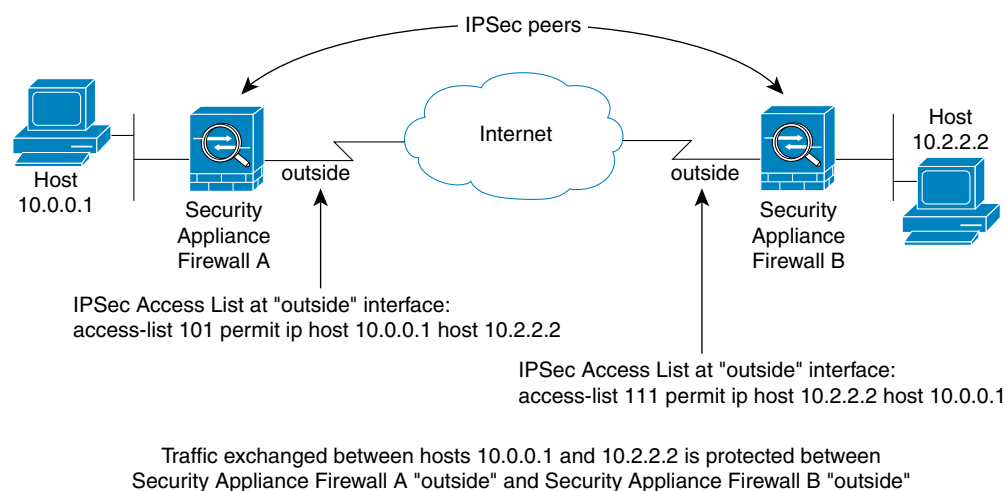 IPSec peers
Host
10.0.0.1
Security
Appliance
Firewall A
outside
Internet
outside
Security
Appliance
Firewall B
Host
10.2.2.2
IPSec Access List at "outside" interface:
access-list 101 permit ip host 10.0.0.1 host 10.2.2.2
IPSec Access List at "outside" interface:
access-list 111 permit ip host 10.2.2.2 host 10.0.0.1
Traffic exchanged between hosts 10.0.0.1 and 10.2.2.2 is protected between
Security Appliance Firewall A "outside" and Security Appliance Firewall B "outside"